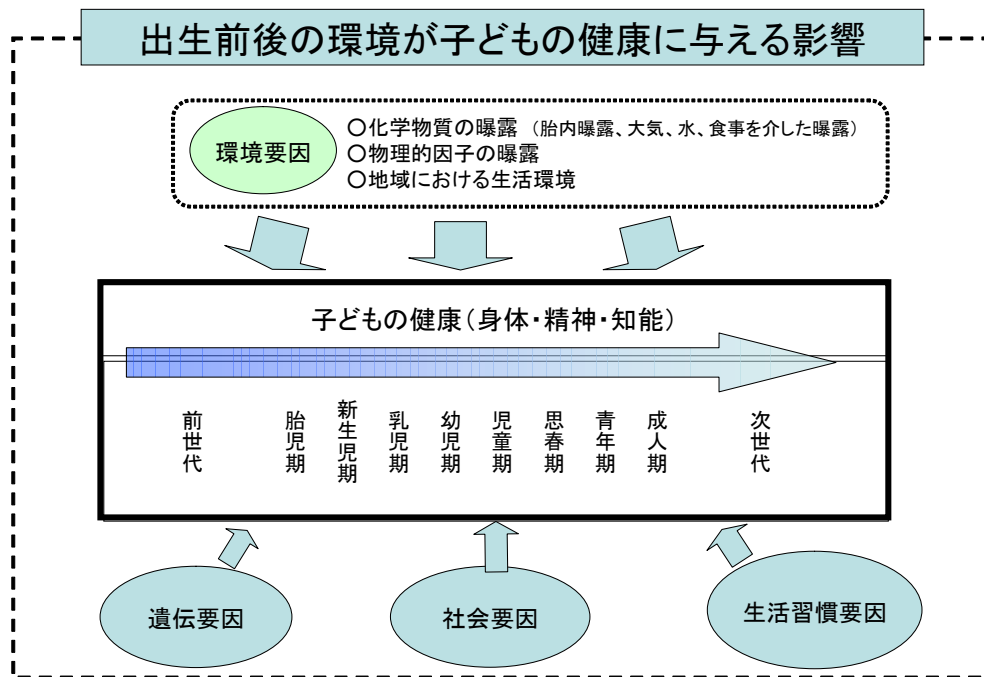 出生前後の環境が子どもの健康に与える影響
環境要因
○化学物質の曝露 (胎内曝露、大気、水、食事を介した曝露)
○物理的因子の曝露
○地域における生活環境
子どもの健康(身体・精神・知能)
前世代
胎児期
新生児期
乳児期
幼児期
児童期
思春期
青年期
成人期
次世代
遺伝要因
社会要因
生活習慣要因